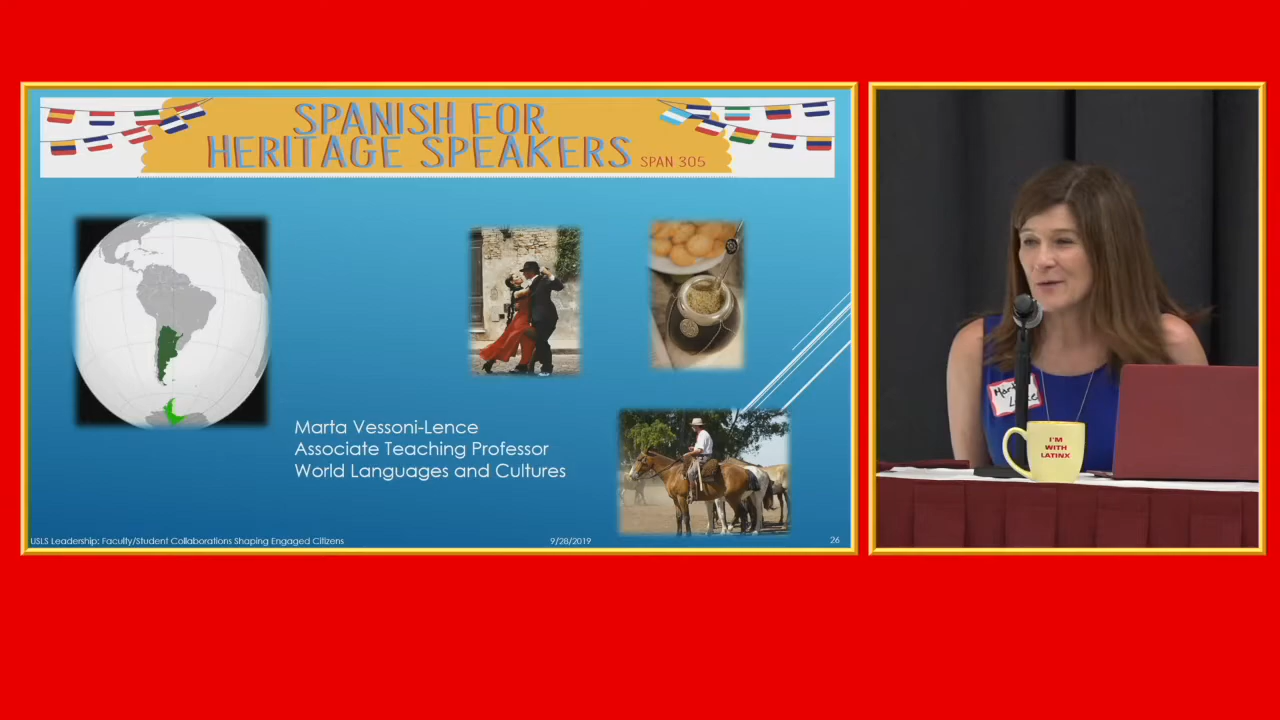 SPANISH FOR
HERITAGE SPEAKERS SPAN 305
Marta Vessoni-Lence
Associate Teaching Professor
World Languages and Cultures
USLS Leadership: Faculty/Student Collaborations Shaping Engaged Citizens
9/28/2019
26
I'M
WITH
LATINX